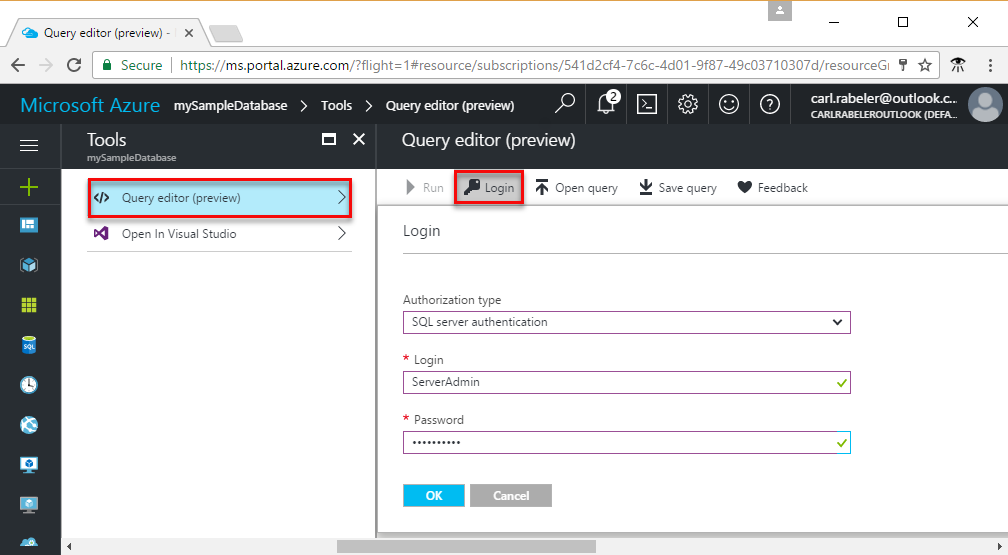 Query editor (preview) -
Secure https://ms.portal.azure.com/?flight=1#resource/subscriptions/541d2cf4-7c6c-4d01-9f87-49c03710307d/resourceGr
Microsoft Azure mySampleDatabase Tools Query editor (preview) 2 carl.rabeler@outlook.c...
CARLRABELEROUTLOOK (DEFA...
Tools
mySampleDatabase
Query editor (preview)
Query editor (preview)
Open In Visual Studio
Run Login Open query Save query Feedback
Login
Authorization type
SQL server authentication
* Login
ServerAdmin
* Password
••••••••••
OK Cancel
SQL